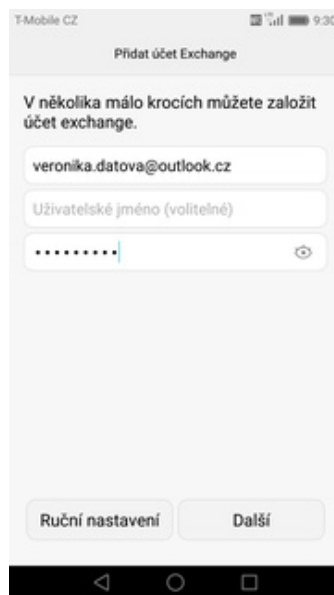 T-Mobile CZ 9:30
Přidat účet Exchange
V několika málo krocích můžete založit
účet exchange.
veronika.datova@outlook.cz
Uživatelské jméno (volitelné)
•••••••••
Ruční nastavení Další